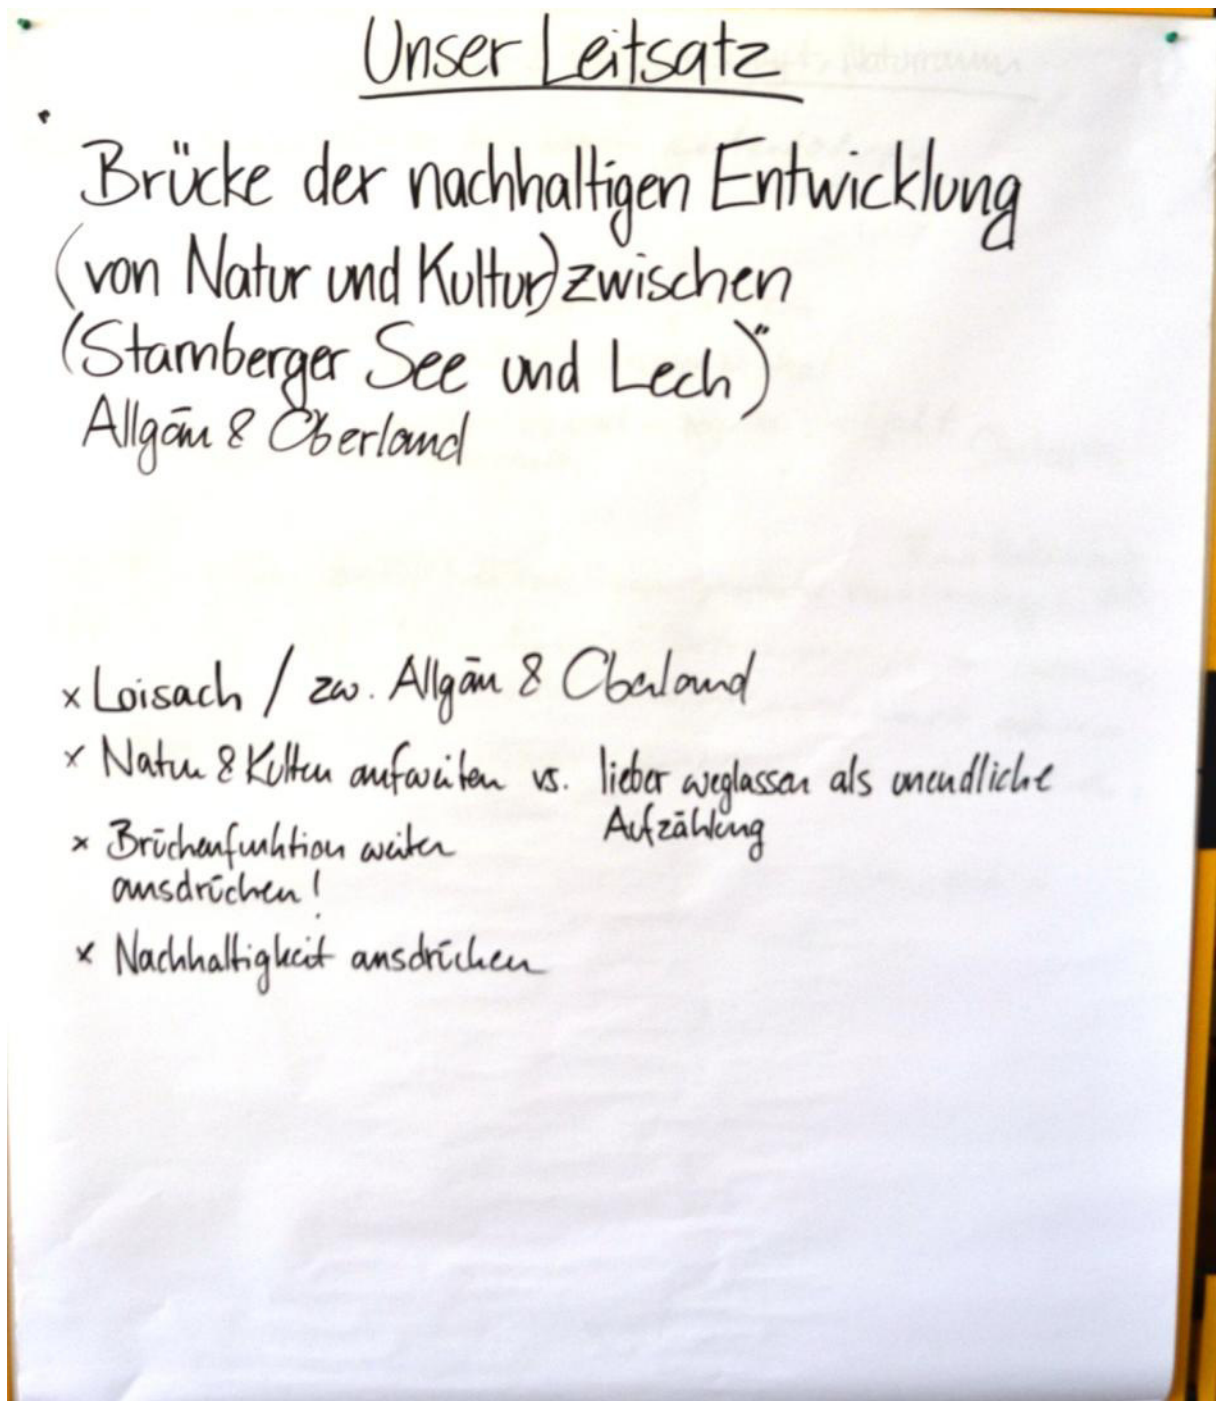 Unser Leitsatz
"
Brücke der nachhaltigen Entwicklung
(von Natur und Kultur) zwischen
(Starnberger See und Lech)"
Allgäu & Oberland
x Loisach / zw. Allgäu & Oberland
x Natur & Kultur aufweiten vs. lieber weglassen als unendliche
Aufzählung
x Brückenfunktion weiter
ausdrücken!
x Nachhaltigkeit ausdrücken